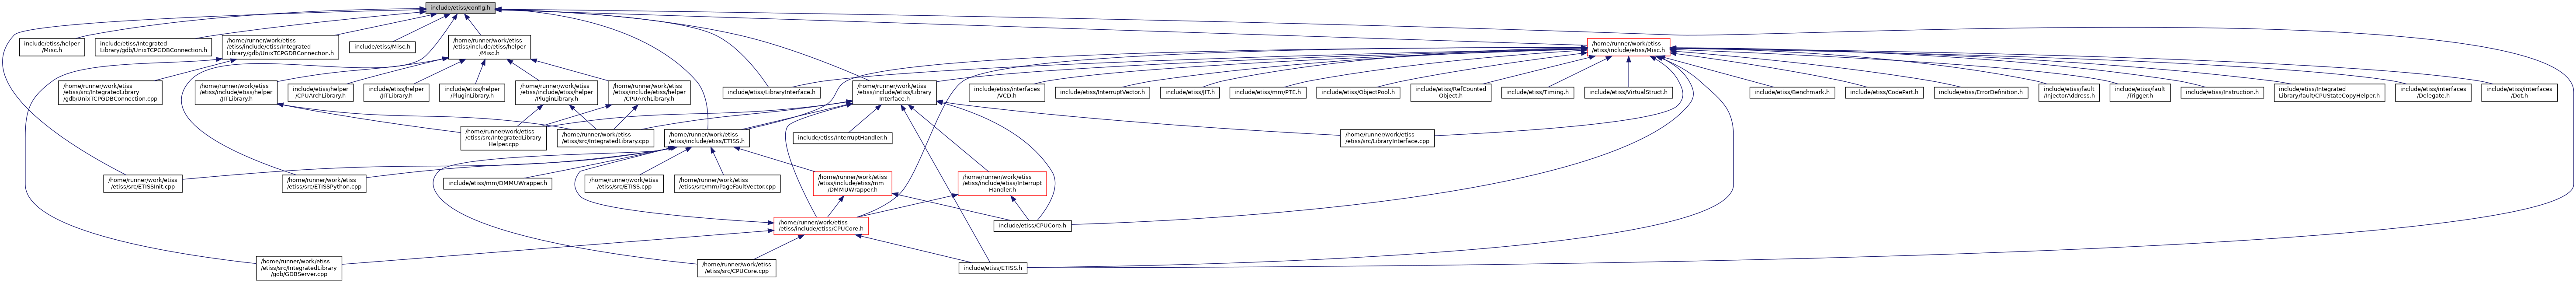 include/etiss/config.h
include/etiss/helper
/Misc.h
include/etiss/Integrated
Library/gdb/UnixTCPGDBConnection.h
/home/runner/work/etiss
/etiss/include/etiss/Integrated
Library/gdb/UnixTCPGDBConnection.h
include/etiss/Misc.h
/home/runner/work/etiss
/etiss/include/etiss/helper
/Misc.h
/home/runner/work/etiss
/etiss/include/etiss/Misc.h
/home/runner/work/etiss
/etiss/src/IntegratedLibrary
/gdb/UnixTCPGDBConnection.cpp
/home/runner/work/etiss
/etiss/include/etiss/helper
/JITLibrary.h
include/etiss/helper
/CPUArchLibrary.h
include/etiss/helper
/JITLibrary.h
include/etiss/helper
/PluginLibrary.h
/home/runner/work/etiss
/etiss/include/etiss/helper
/PluginLibrary.h
/home/runner/work/etiss
/etiss/include/etiss/helper
/CPUArchLibrary.h
include/etiss/LibraryInterface.h
/home/runner/work/etiss
/etiss/include/etiss/Library
Interface.h
include/etiss/interfaces
/VCD.h
include/etiss/InterruptVector.h
include/etiss/JIT.h
include/etiss/mm/PTE.h
include/etiss/ObjectPool.h
include/etiss/RefCounted
Object.h
include/etiss/Timing.h
include/etiss/VirtualStruct.h
include/etiss/Benchmark.h
include/etiss/CodePart.h
include/etiss/ErrorDefinition.h
include/etiss/fault
/InjectorAddress.h
include/etiss/fault
/Trigger.h
include/etiss/Instruction.h
include/etiss/Integrated
Library/fault/CPUStateCopyHelper.h
include/etiss/interfaces
/Delegate.h
include/etiss/interfaces
/Dot.h
/home/runner/work/etiss
/etiss/src/IntegratedLibrary
Helper.cpp
/home/runner/work/etiss
/etiss/src/IntegratedLibrary.cpp
/home/runner/work/etiss
/etiss/include/etiss/ETISS.h
include/etiss/InterruptHandler.h
/home/runner/work/etiss
/etiss/src/LibraryInterface.cpp
/home/runner/work/etiss
/etiss/src/ETISSInit.cpp
/home/runner/work/etiss
/etiss/src/ETISSPython.cpp
include/etiss/mm/DMMUWrapper.h
/home/runner/work/etiss
/etiss/src/ETISS.cpp
/home/runner/work/etiss
/etiss/src/mm/PageFaultVector.cpp
/home/runner/work/etiss
/etiss/include/etiss/mm
/DMMUWrapper.h
/home/runner/work/etiss
/etiss/include/etiss/Interrupt
Handler.h
/home/runner/work/etiss
/etiss/include/etiss/CPUCore.h
include/etiss/CPUCore.h
/home/runner/work/etiss
/etiss/src/IntegratedLibrary
/gdb/GDBServer.cpp
/home/runner/work/etiss
/etiss/src/CPUCore.cpp
include/etiss/ETISS.h